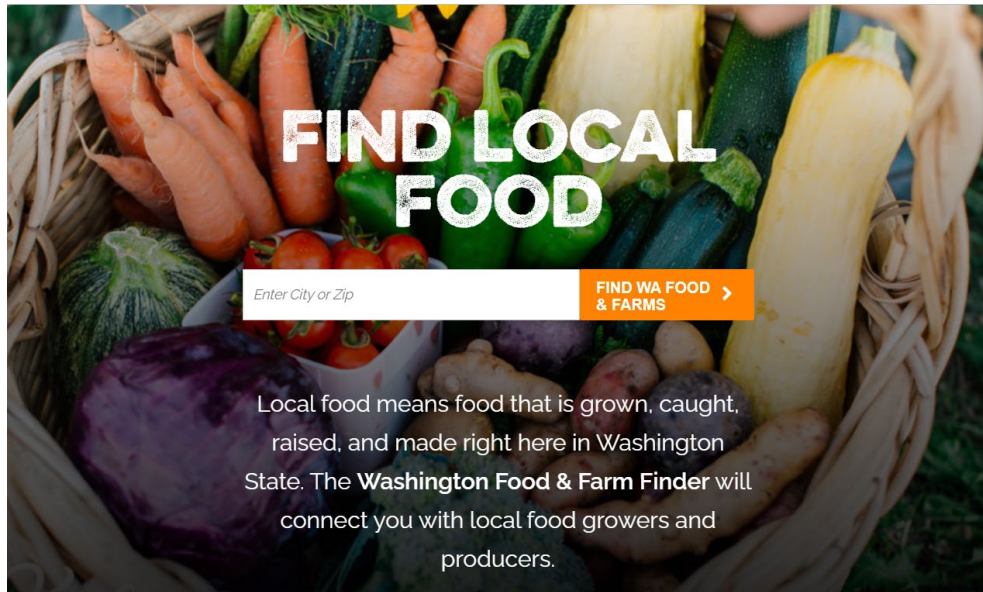 FIND LOCAL
FOOD
Enter City or Zip
FIND WA FOOD
& FARMS
Local food means food that is grown, caught,
raised, and made right here in Washington
State. The Washington Food & Farm Finder will
connect you with local food growers and
producers.